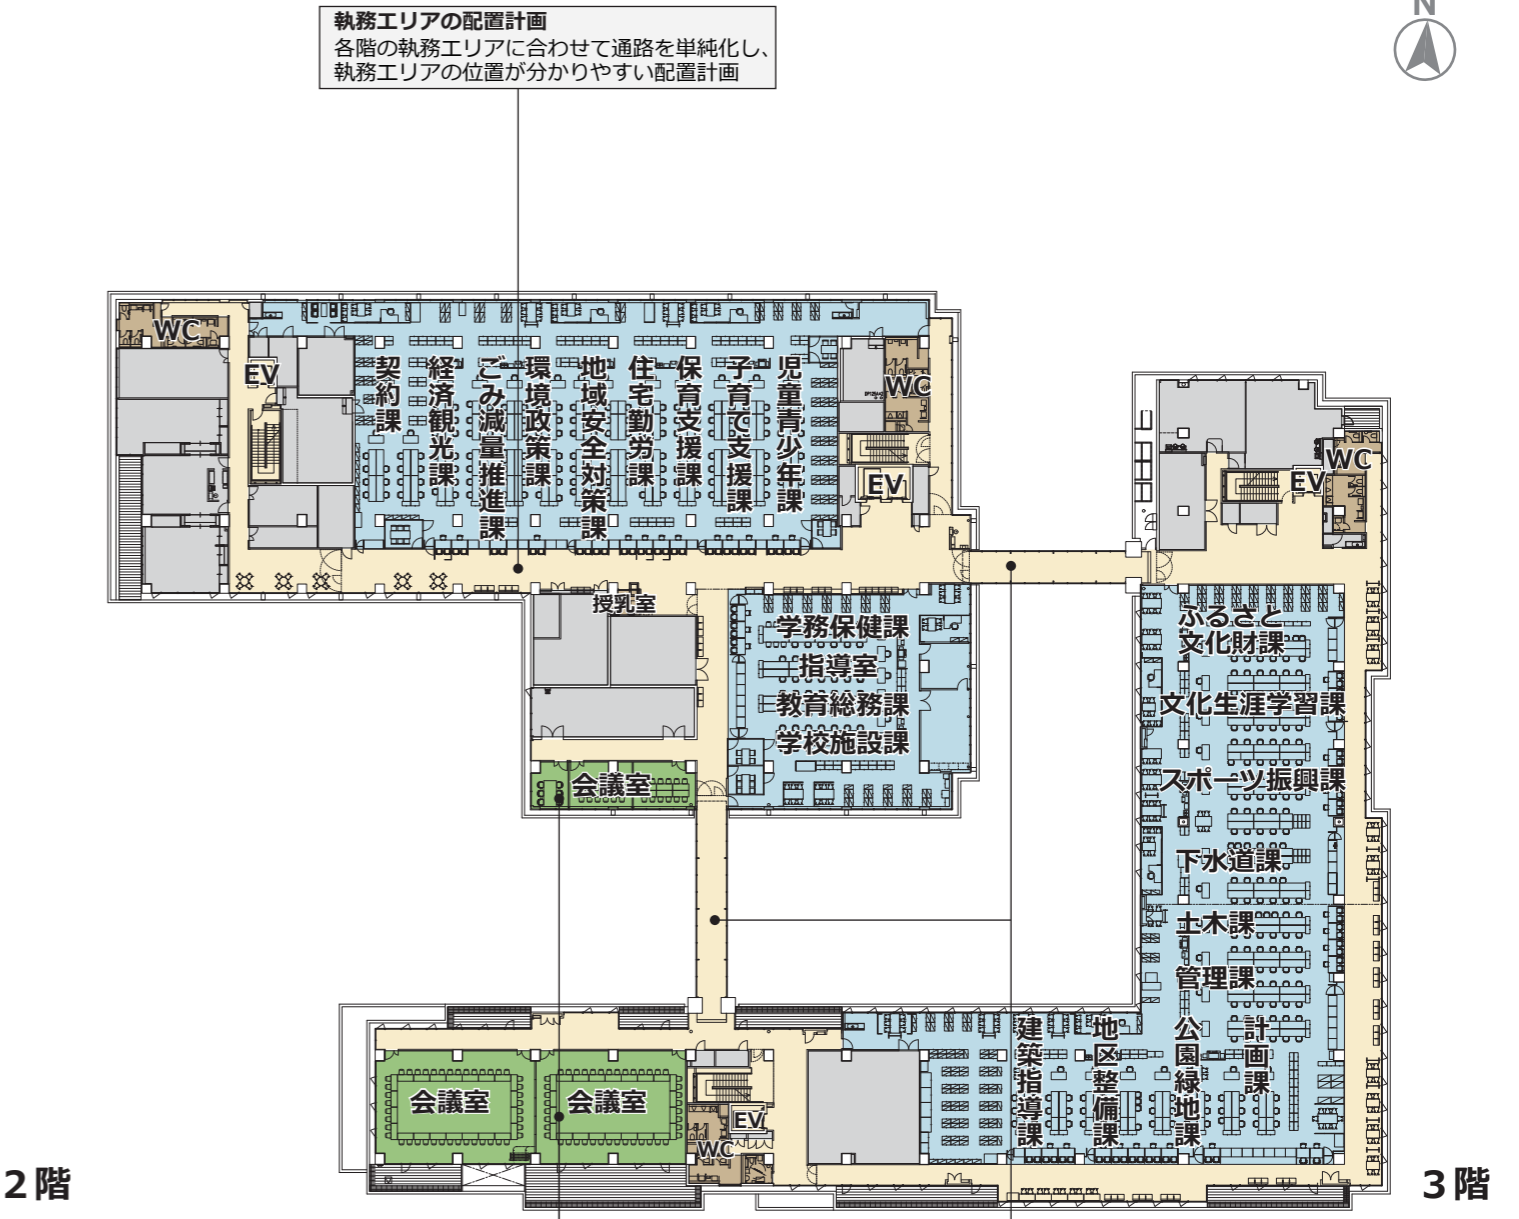 N
執務エリアの配置計画
各階の執務エリアに合わせて通路を単純化し、
執務エリアの位置が分かりやすい配置計画
WC
EV
契約課
経済観光課
ごみ減量推進課
環境政策課
地域安全対策課
住宅勤労課
保育支援課
子育て支援課
児童青少年課
WC
EV
WC
EV
授乳室
学務保健課
指導室
教育総務課
学校施設課
会議室
ふるさと
文化財課
文化生涯学習課
スポーツ振興課
下水道課
土木課
管理課
建築指導課
地区整備課
公園緑地課
計画課
会議室
会議室
EV
WC
2階
3階